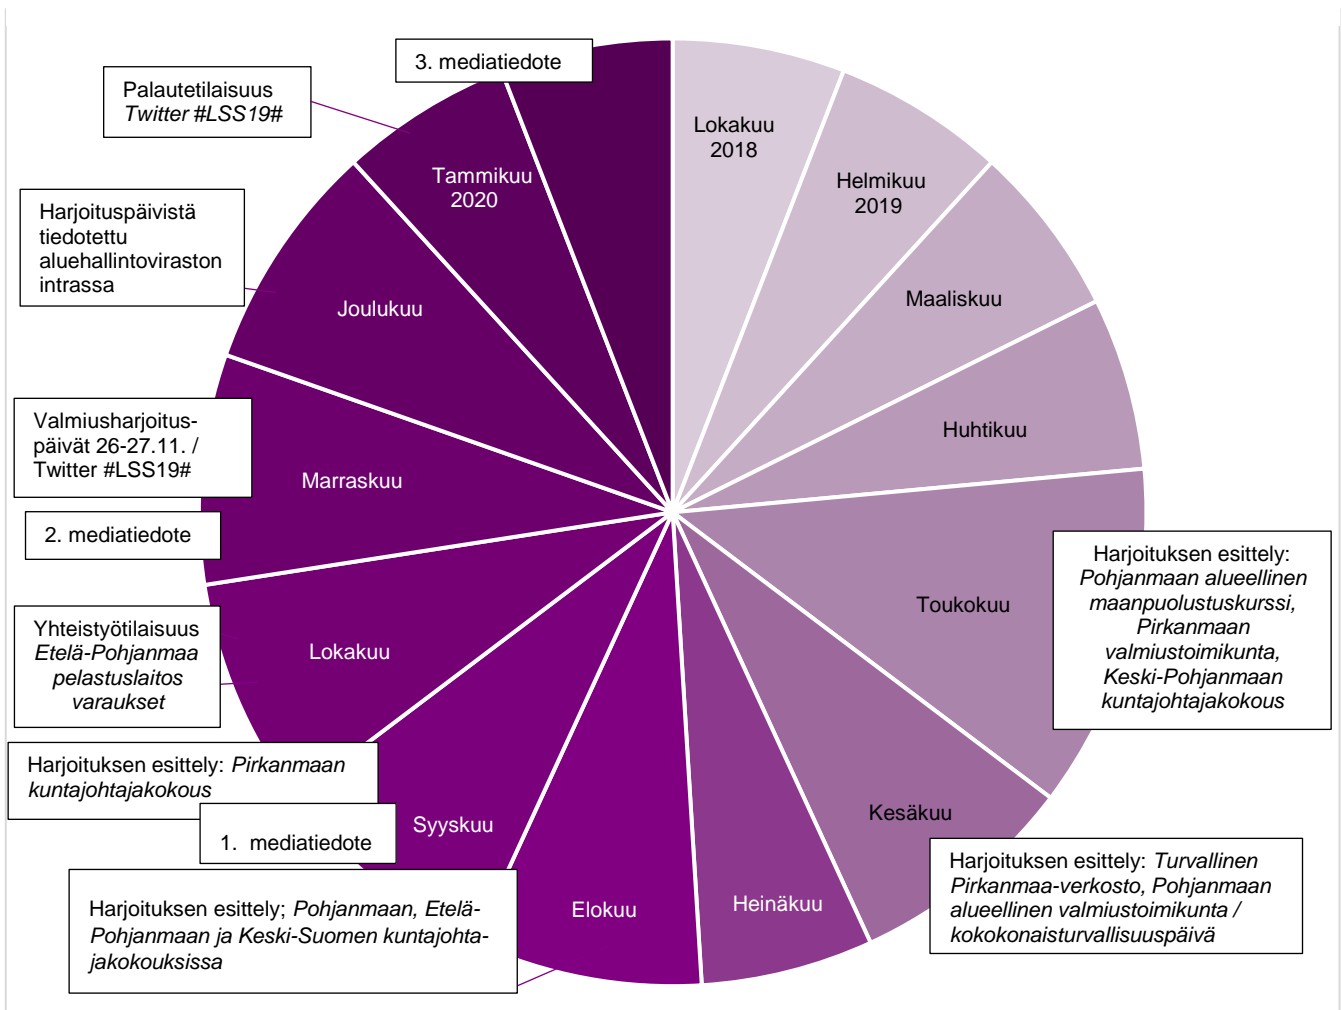 3. mediatiedote
Palautetilaisuus
Twitter #LSS19#
Harjoituspäivistä
tiedotettu
aluehallintoviraston
intrassa
Valmiusharjoitus-
päivät 26-27.11. /
Twitter #LSS19#
2. mediatiedote
Yhteistyötilaisuus
Etelä-Pohjanmaa
pelastuslaitos
varaukset
Harjoituksen esittely: Pirkanmaan
kuntajohtajakokous
1. mediatiedote
Harjoituksen esittely; Pohjanmaan, Etelä-
Pohjanmaan ja Keski-Suomen kuntajohta-
jakokouksissa
Lokakuu
2018
Helmikuu
2019
Maaliskuu
Huhtikuu
Toukokuu
Kesäkuu
Heinäkuu
Elokuu
Syyskuu
Lokakuu
Marraskuu
Joulukuu
Tammikuu
2020
Harjoituksen esittely:
Pohjanmaan alueellinen
maanpuolustuskurssi,
Pirkanmaan
valmiustoimikunta,
Keski-Pohjanmaan
kuntajohtajakokous
Harjoituksen esittely: Turvallinen
Pirkanmaa-verkosto, Pohjanmaan
alueellinen valmiustoimikunta /
kokokonaisturvallisuuspäivä